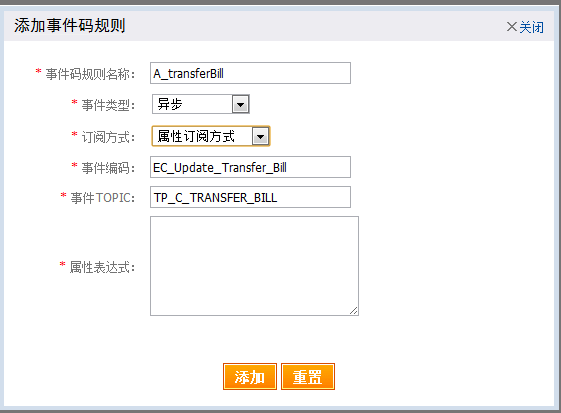 添加事件码规则 ×关闭
* 事件码规则名称： A_transferBill
* 事件类型： 异步
* 订阅方式： 属性订阅方式
* 事件编码： EC_Update_Transfer_Bill
* 事件TOPIC： TP_C_TRANSFER_BILL
* 属性表达式：
添加 重置